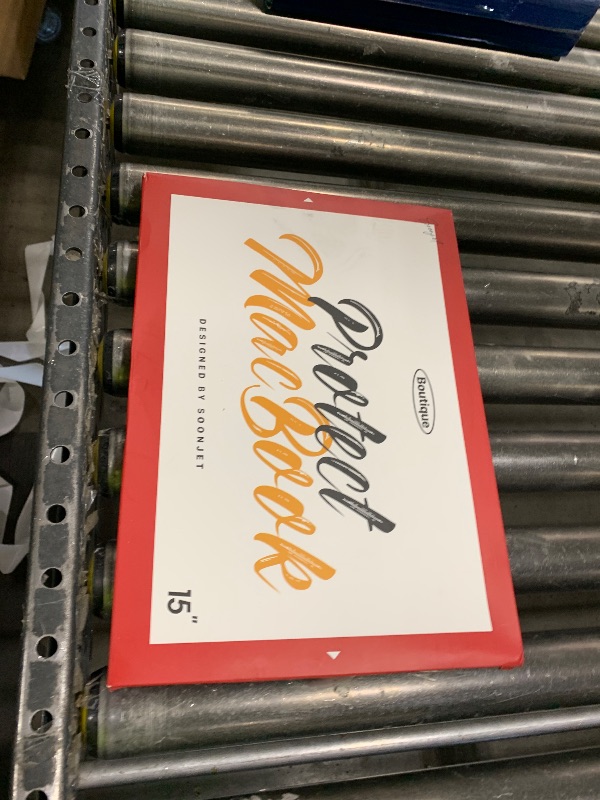 Boutique
Protect
MacBook
DESIGNED BY SOONJET
15"